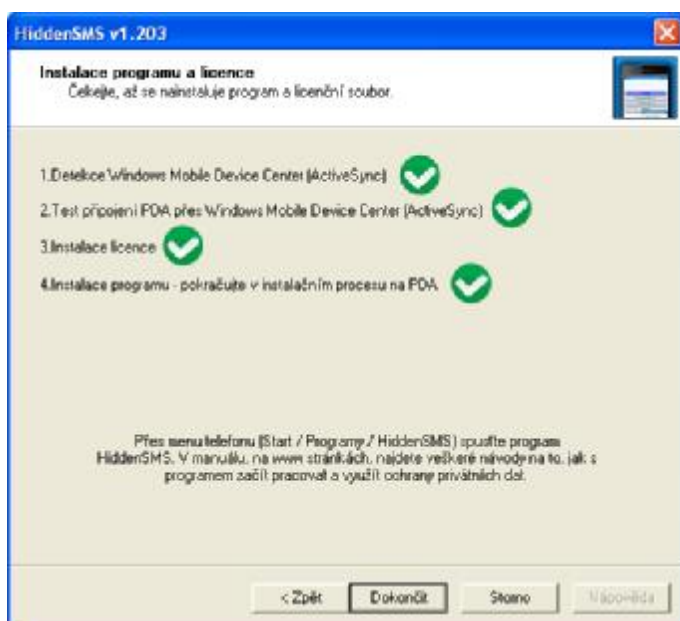 HiddenSMS v1.203
Instalace programu a licence
Čekejte, až se nainstaluje program a licenční soubor.
1.Detekce Windows Mobile Device Center (ActiveSync)
2.Test připojení PDA přes Windows Mobile Device Center (ActiveSync)
3.Instalace licence
4.Instalace programu - pokračujte v instalačním procesu na PDA
Přes menu telefonu (Start / Programy / HiddenSMS) spusťte program
HiddenSMS. V manuálu, na www stránkách, najdete veškeré návody na to, jak s
programem začít pracovat a využít ochrany privátních dat.
< Zpět
Dokončit
Storno
Nápověda